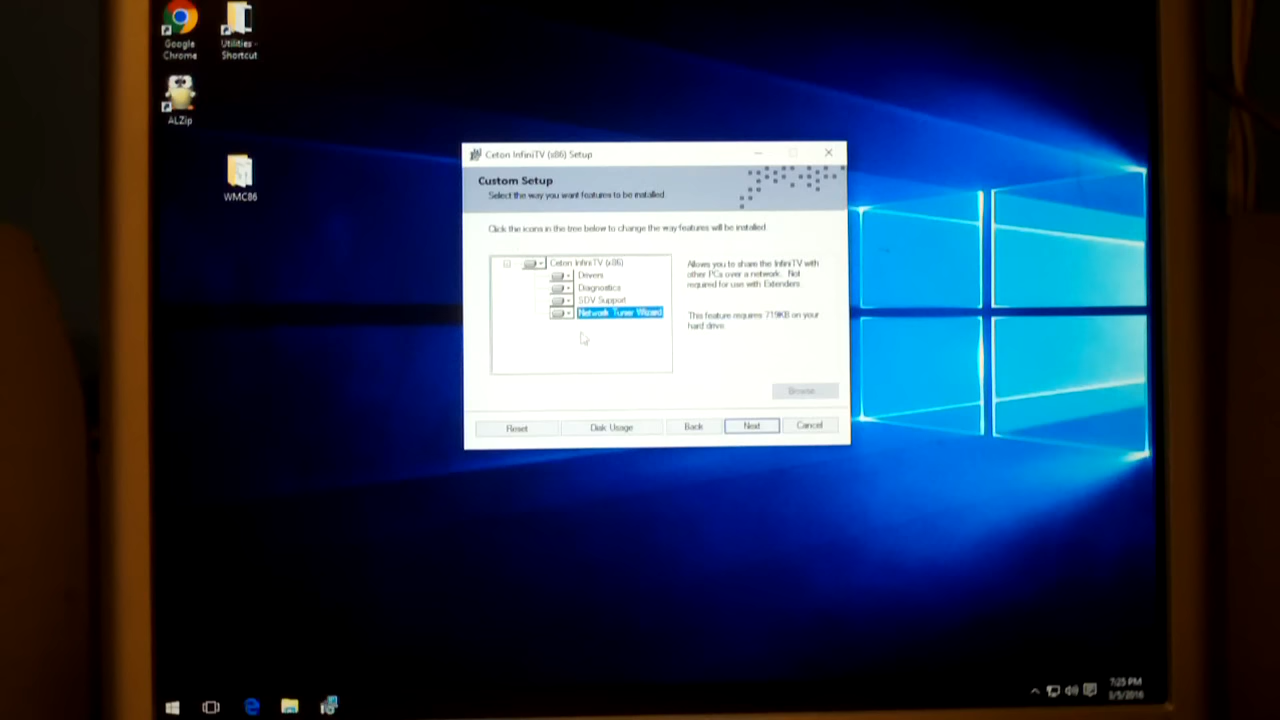 Google
Chrome
Utilities -
Shortcut
ALZip
WMC86
Ceton InfiniTV (x86) Setup
Custom Setup
Select the way you want features to be installed.
Click the icons in the tree below to change the way features will be installed.
Ceton InfiniTV (x86)
Drivers
Diagnostics
SDV Support
Network Tuner Wizard
Allows you to share the InfiniTV with
other PCs over a network. Not
required for use with Extenders.
This feature requires 719KB on your
hard drive.
Browse...
Reset
Disk Usage
Back
Next
Cancel
7:25 PM
3/5/2016